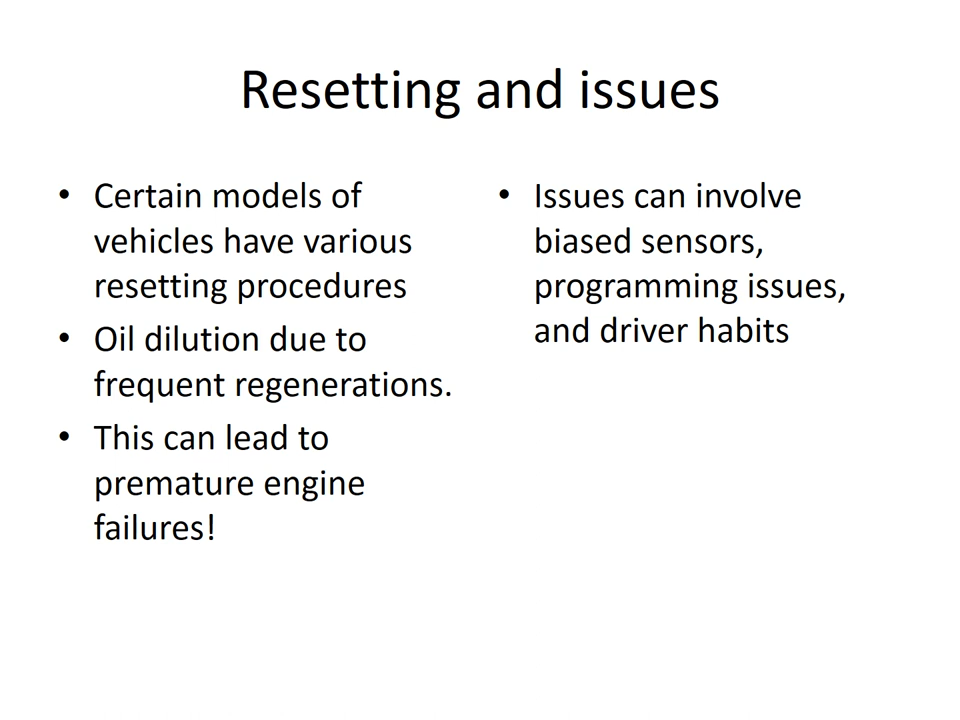 Resetting and issues
• Certain models of
vehicles have various
resetting procedures
• Oil dilution due to
frequent regenerations.
• This can lead to
premature engine
failures!
• Issues can involve
biased sensors,
programming issues,
and driver habits